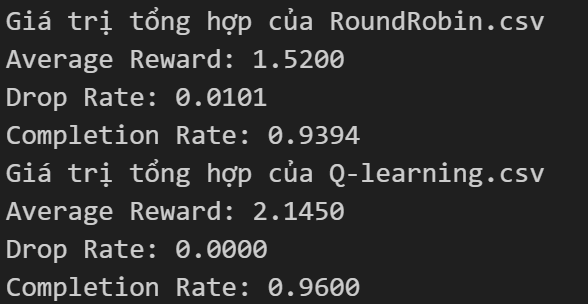 Giá trị tổng hợp của RoundRobin.csv
Average Reward: 1.5200
Drop Rate: 0.0101
Completion Rate: 0.9394
Giá trị tổng hợp của Q-learning.csv
Average Reward: 2.1450
Drop Rate: 0.0000
Completion Rate: 0.9600